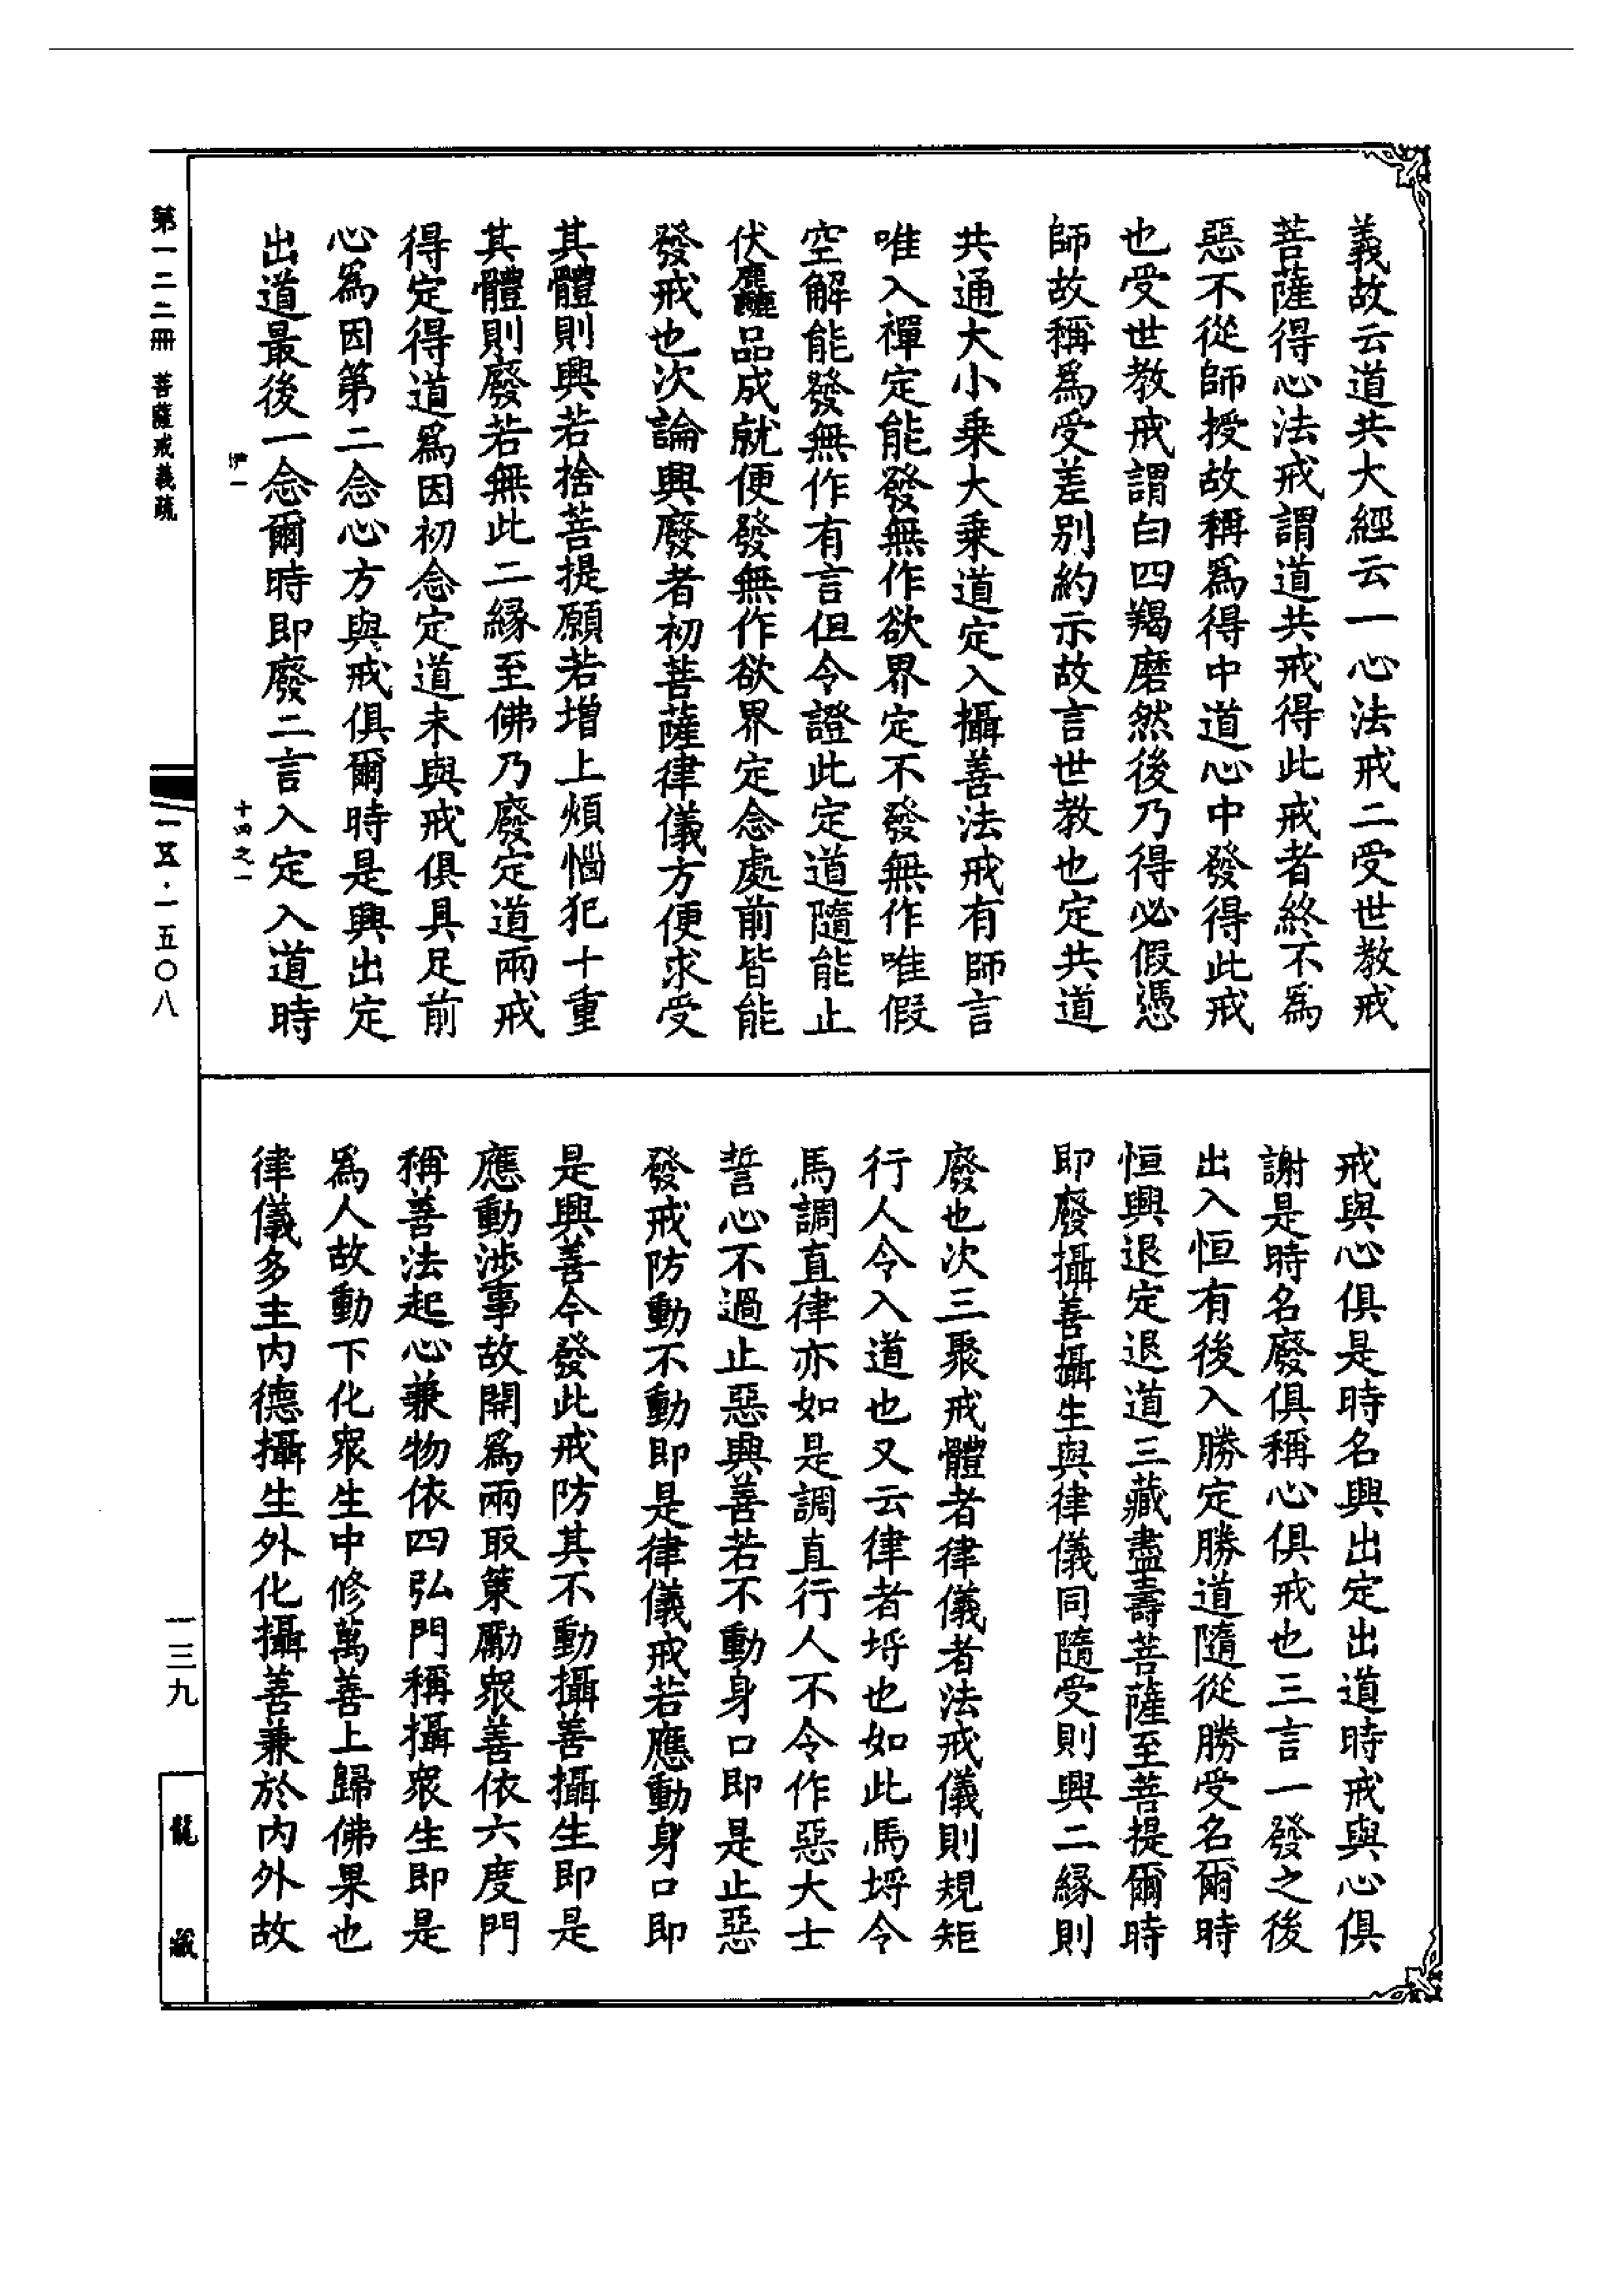 義故云道共大經云一心法戒二受世教戒
菩薩得心法戒謂道共戒得此戒者終不爲
惡不從師授故稱爲得中道心中發得此戒
也受世教戒謂白四羯磨然後乃得必假憑
師故稱爲受差別約示故言世教也定共道
共通大小乗大乗道定入攝善法戒有師言
唯入禪定能發無作欲界定不發無作唯假
空解能發無作有言但令證此定道隨能止
伏麤品成就便發無作欲界定念處前皆能
發戒也次論興廢者初菩薩律儀方便求受
其體則興若捨菩提願若增上煩惱犯十重
其體則廢若無此二緣至佛乃廢定道兩戒
得定得道爲因初念定道未與戒俱具足前
心爲因第二念心方與戒俱爾時是興出定
出道最後一念爾時即廢二言入定入道時
十四之一
戒與心俱是時名興出定出道時戒與心俱
謝是時名廢俱稱心俱戒也三言一發之後
出入恒有後入勝定勝道隨從勝受名爾時
恒興退定退道三藏盡壽菩薩至菩提爾時
即廢攝善攝生與律儀同隨受則興二緣則
廢也次三聚戒體者律儀者法戒儀則規矩
行人令入道也又云律者埒也如此馬埒令
馬調直律亦如是調直行人不令作惡大士
誓心不過止惡興善若不動身口即是止惡
發戒防動不動即是律儀戒若應動身口即
是興善今發此戒防其不動攝善攝生即是
應動涉事故開爲兩取策勵衆善依六度門
稱善法起心兼物依四弘門稱攝衆生即是
爲人故動下化衆生中修萬善上歸佛果也
律儀多主内德攝生外化攝善兼於内外故
第一二二冊 菩薩戒義疏
一五·一五〇八
一三九
龍藏